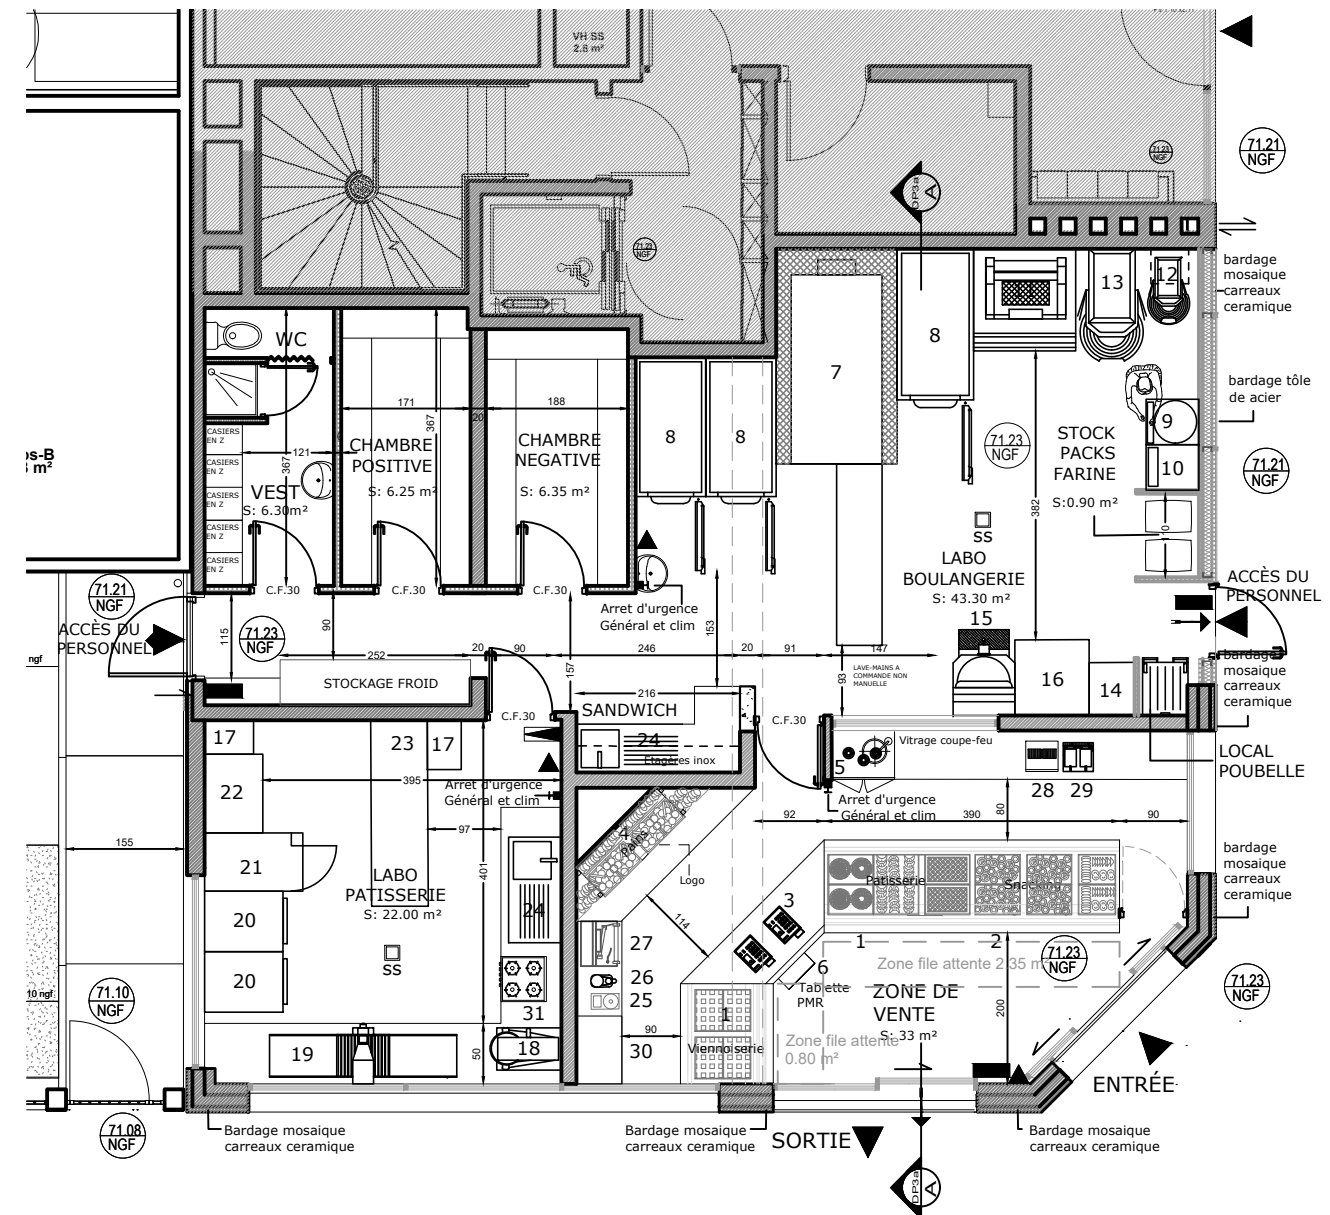 VH SS
2.8 m²
71.21
NGF
71.23
NGF
DP3a
A
71.23
NGF
bardage
mosaique
carreaux
ceramique
13
12
8
7
WC
bardage tôle
de acier
171
188
20
367
CASIERS
EN Z
CASIERS
EN Z
CASIERS
EN Z
CASIERS
EN Z
CASIERS
EN Z
121
367
CHAMBRE
POSITIVE
S: 6.25 m²
CHAMBRE
NEGATIVE
S: 6.35 m²
8
8
71.23
NGF
STOCK
PACKS
FARINE
S:0.90 m²
9
10
71.21
NGF
os-B
m²
VEST
S: 6.30m²
382
70
SS
LABO
BOULANGERIE
S: 43.30 m²
15
C.F.30
C.F.30
C.F.30
71.21
NGF
ACCÈS DU
PERSONNEL
ACCÈS DU
PERSONNEL
71.23
NGF
Arret d'urgence
Général et clim
115
90
153
157
252
20
90
246
20
91
147
93
LAVE-MAINS A
COMMANDE NON
MANUELLE
ngf
STOCKAGE FROID
216
SANDWICH
C.F.30
C.F.30
16
14
bardage
mosaique
carreaux
ceramique
17
23
17
24
Etagères inox
5
Vitrage coupe-feu
28
29
LOCAL
POUBELLE
22
395
Arret d'urgence
Général et clim
Arret d'urgence
Général et clim
97
92
390
80
90
155
21
401
4
Pains
Logo
bardage
mosaique
carreaux
ceramique
LABO
PATISSERIE
S: 22.00 m²
Patisserie
Snacking
20
24
114
3
1
2
27
71.23
NGF
SS
20
26
6
Tablette
PMR
Zone file attente 2.35 m²
ZONE DE
VENTE
S: 33 m²
200
71.23
NGF
10 ngf
71.10
NGF
25
31
1
90
Viennoiserie
Zone file attente
0.80 m²
19
50
18
30
ENTRÉE
71.08
NGF
Bardage mosaique
carreaux ceramique
Bardage mosaique
carreaux ceramique
SORTIE
Bardage mosaique
carreaux ceramique
DP3a
A